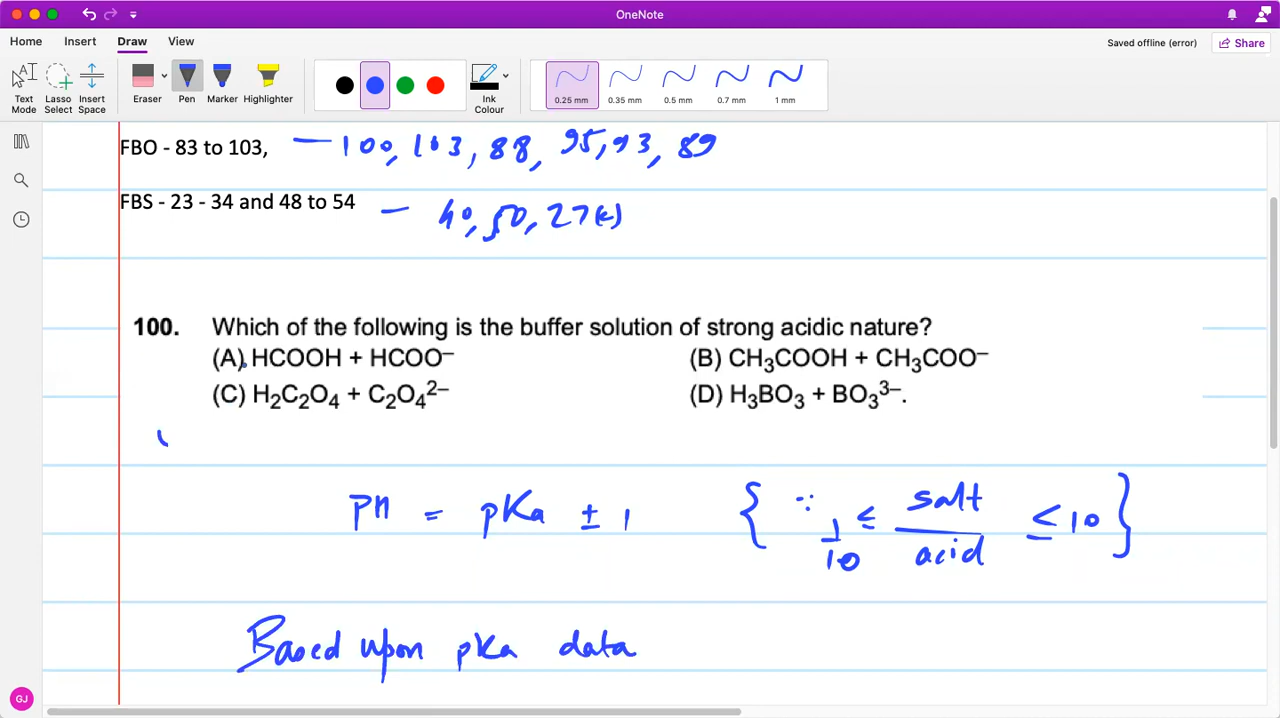 OneNote
Home Insert Draw View
Saved offline (error) Share
Text Mode Lasso Select Insert Space Eraser Pen Marker Highlighter Ink Colour 0.25 mm 0.35 mm 0.5 mm 0.7 mm 1 mm
FBO - 83 to 103, — 100, 103, 88, 95, 93, 89
FBS - 23 - 34 and 48 to 54 — 40, 50, 27(c)
100. Which of the following is the buffer solution of strong acidic nature?
(A) HCOOH + HCOO⁻ (B) CH₃COOH + CH₃COO⁻
(C) H₂C₂O₄ + C₂O₄²⁻ (D) H₃BO₃ + BO₃³⁻.
pH = pKa ± 1 { ∵ 1/10 ≤ salt/acid ≤ 10 }
Based upon pKa data
GJ